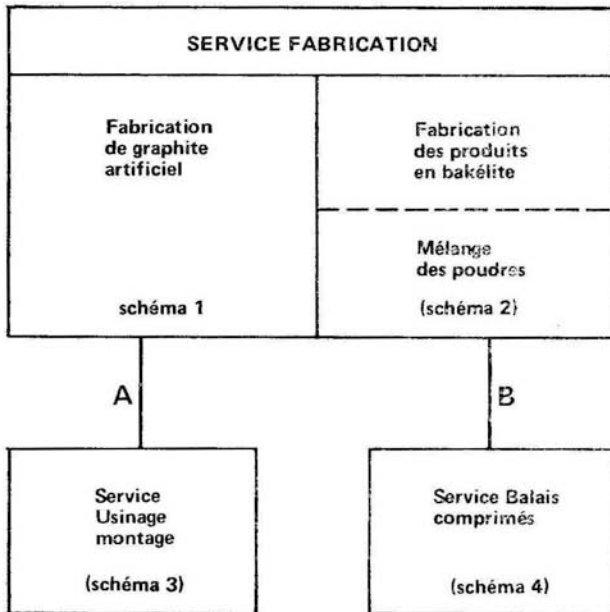 SERVICE FABRICATION
Fabrication
de graphite
artificiel
schéma 1
Fabrication
des produits
en bakélite
Mélange
des poudres
(schéma 2)
A
B
Service
Usinage
montage
(schéma 3)
Service Balais
comprimés
(schéma 4)